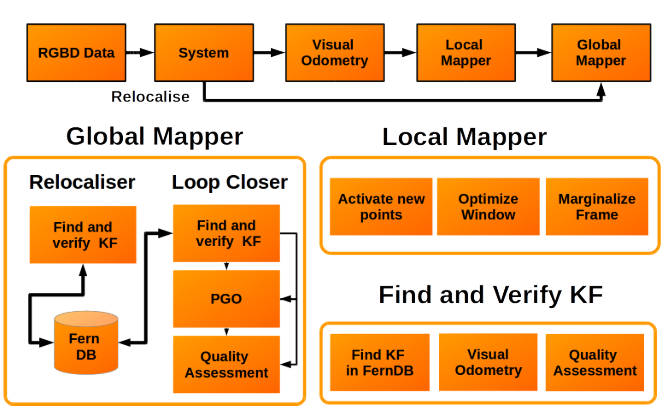 RGBD Data
System
Visual
Odometry
Local
Mapper
Global
Mapper
Relocalise
Global Mapper
Relocaliser
Loop Closer
Find and
verify KF
Fern
DB
Find and
verify KF
PGO
Quality
Assessment
Local Mapper
Activate new
points
Optimize
Window
Marginalize
Frame
Find and Verify KF
Find KF
in FernDB
Visual
Odometry
Quality
Assessment